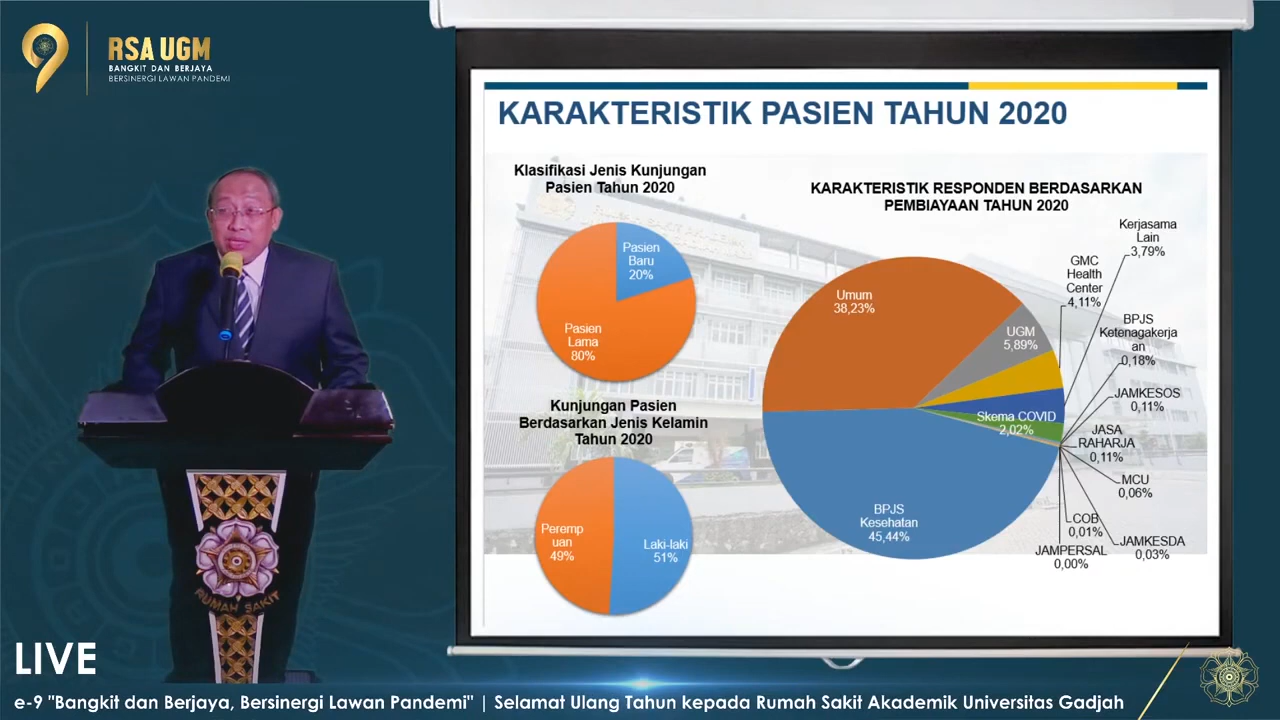 9
RSA UGM
BANGKIT DAN BERJAYA
BERSINERGI LAWAN PANDEMI
KARAKTERISTIK PASIEN TAHUN 2020
Klasifikasi Jenis Kunjungan
Pasien Tahun 2020
Pasien
Baru
20%
Pasien
Lama
80%
Kunjungan Pasien
Berdasarkan Jenis Kelamin
Tahun 2020
Peremp
uan
49%
Laki-laki
51%
KARAKTERISTIK RESPONDEN BERDASARKAN
PEMBIAYAAN TAHUN 2020
Umum
38,23%
UGM
5,89%
GMC
Health
Center
4,11%
Kerjasama
Lain
3,79%
BPJS
Ketenagakerja
an
0,18%
JAMKESOS
0,11%
Skema COVID
2,02%
JASA
RAHARJA
0,11%
MCU
0,06%
COB
0,01%
JAMKESDA
0,03%
JAMPERSAL
0,00%
BPJS
Kesehatan
45,44%
RUMAH SAKIT
LIVE
e-9 "Bangkit dan Berjaya, Bersinergi Lawan Pandemi" | Selamat Ulang Tahun kepada Rumah Sakit Akademik Universitas Gadjah